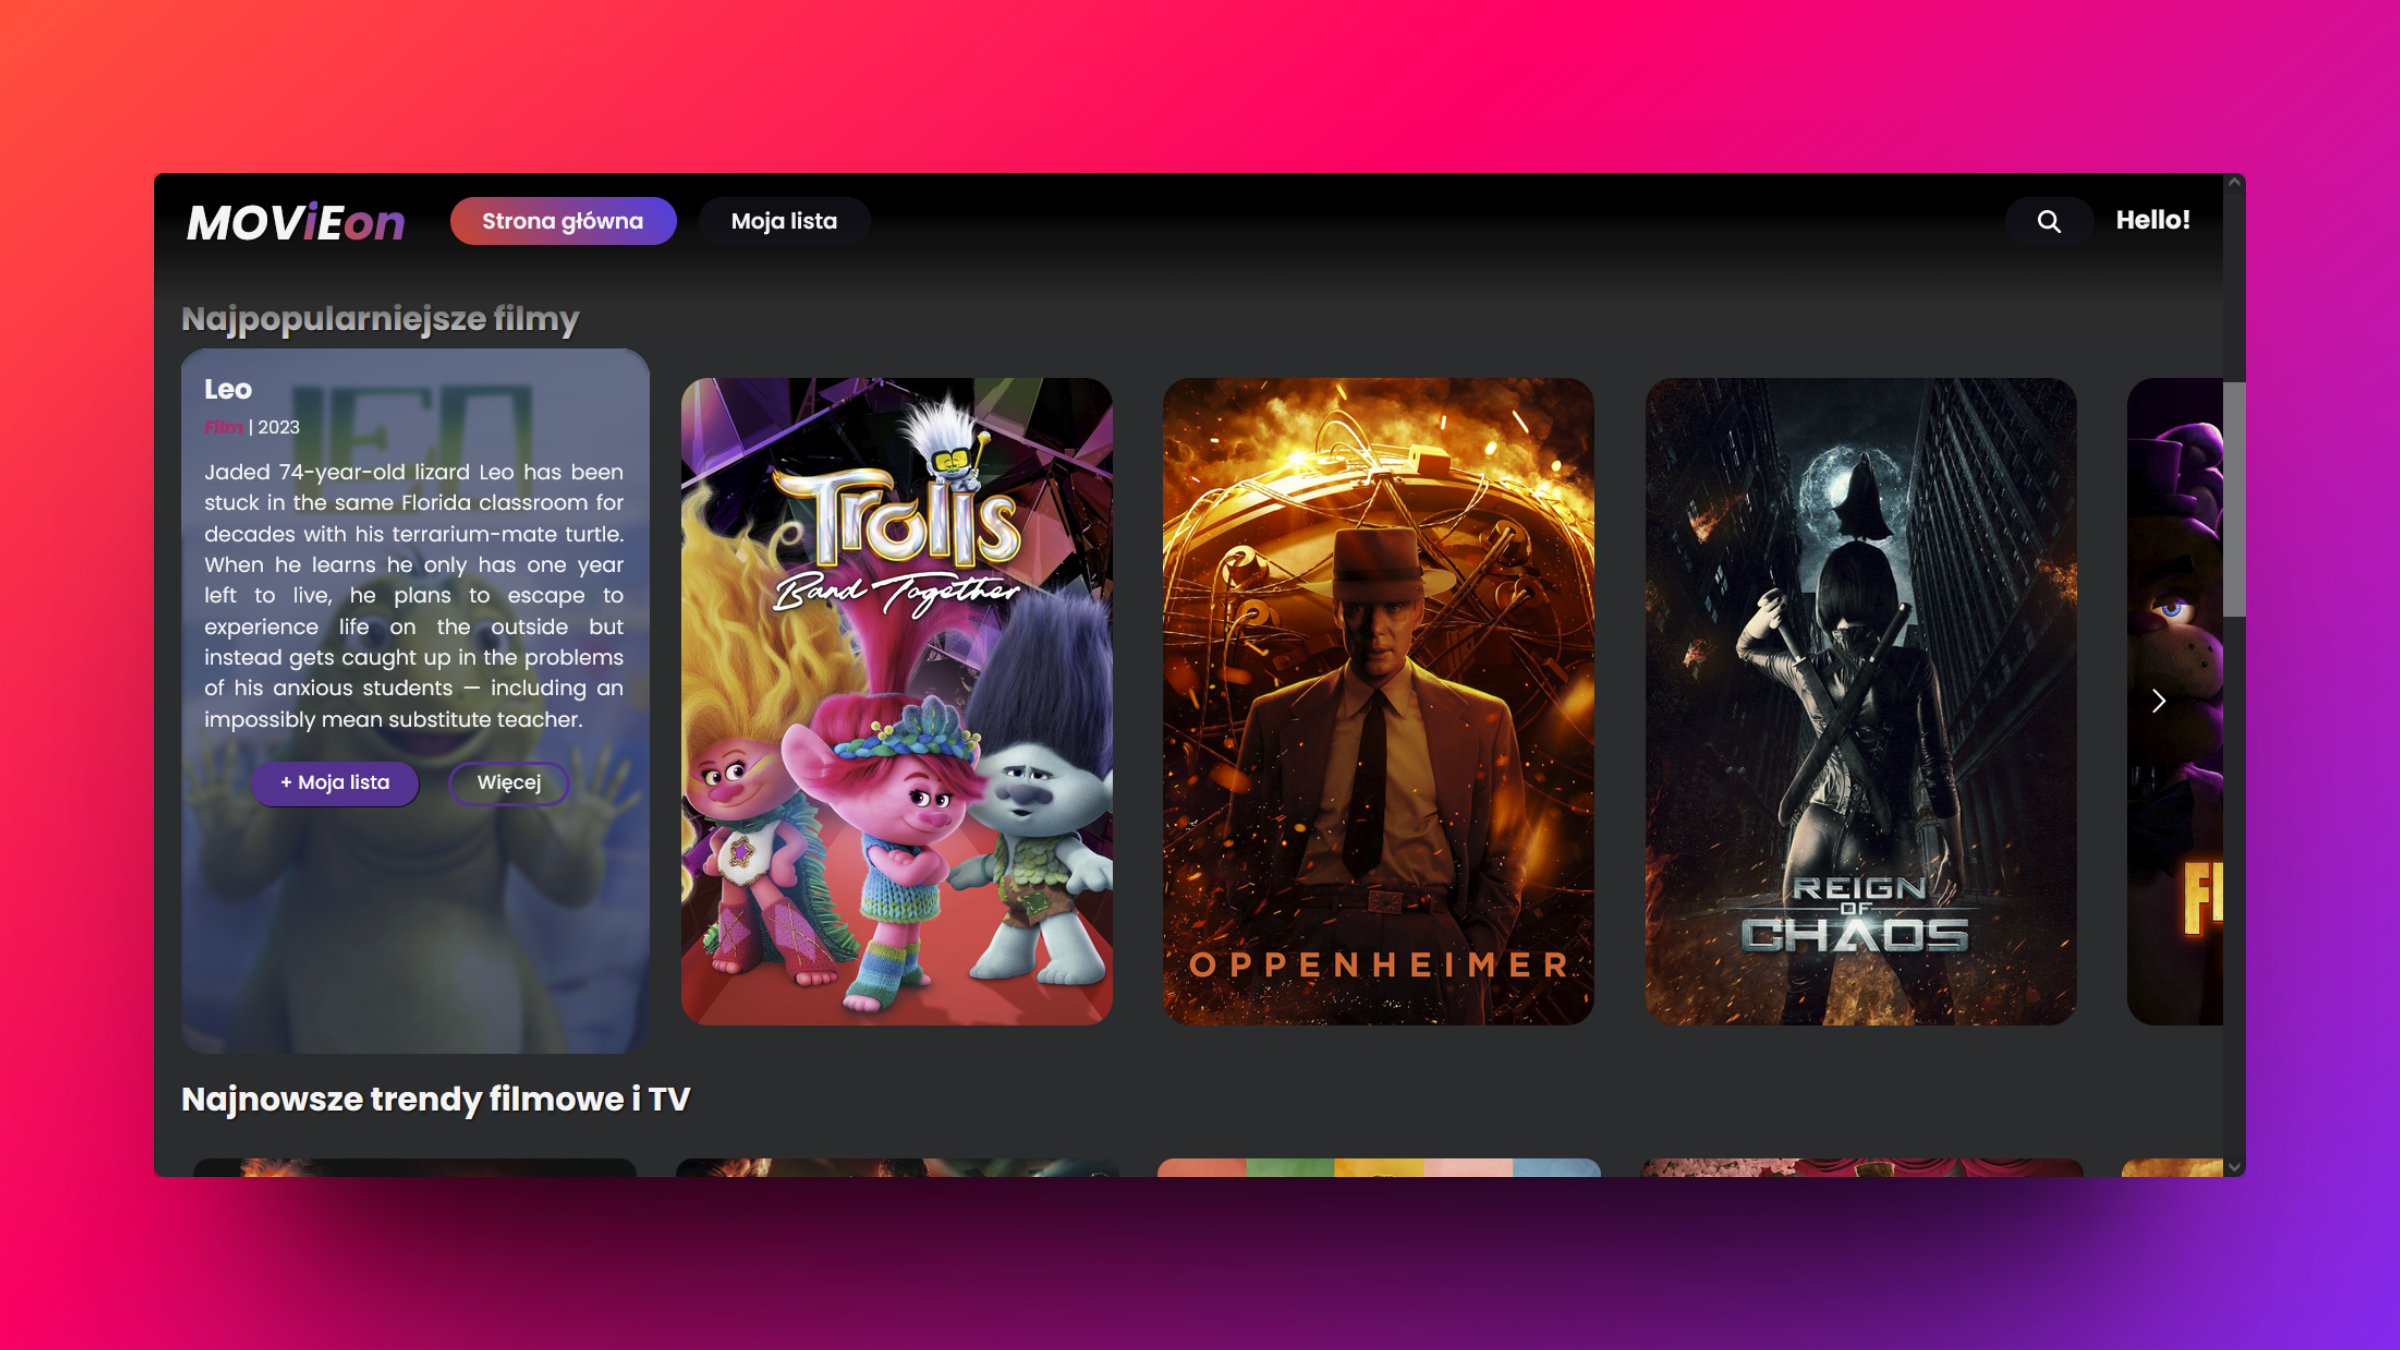 MOViEon
Strona główna
Moja lista
Hello!
Najpopularniejsze filmy
LEO
Leo
Film | 2023
Jaded 74-year-old lizard Leo has been
stuck in the same Florida classroom for
decades with his terrarium-mate turtle.
When he learns he only has one year
left to live, he plans to escape to
experience life on the outside but
instead gets caught up in the problems
of his anxious students — including an
impossibly mean substitute teacher.
+ Moja lista
Więcej
Trolls
Band Together
OPPENHEIMER
REIGN
OF
CHAOS
Najnowsze trendy filmowe i TV